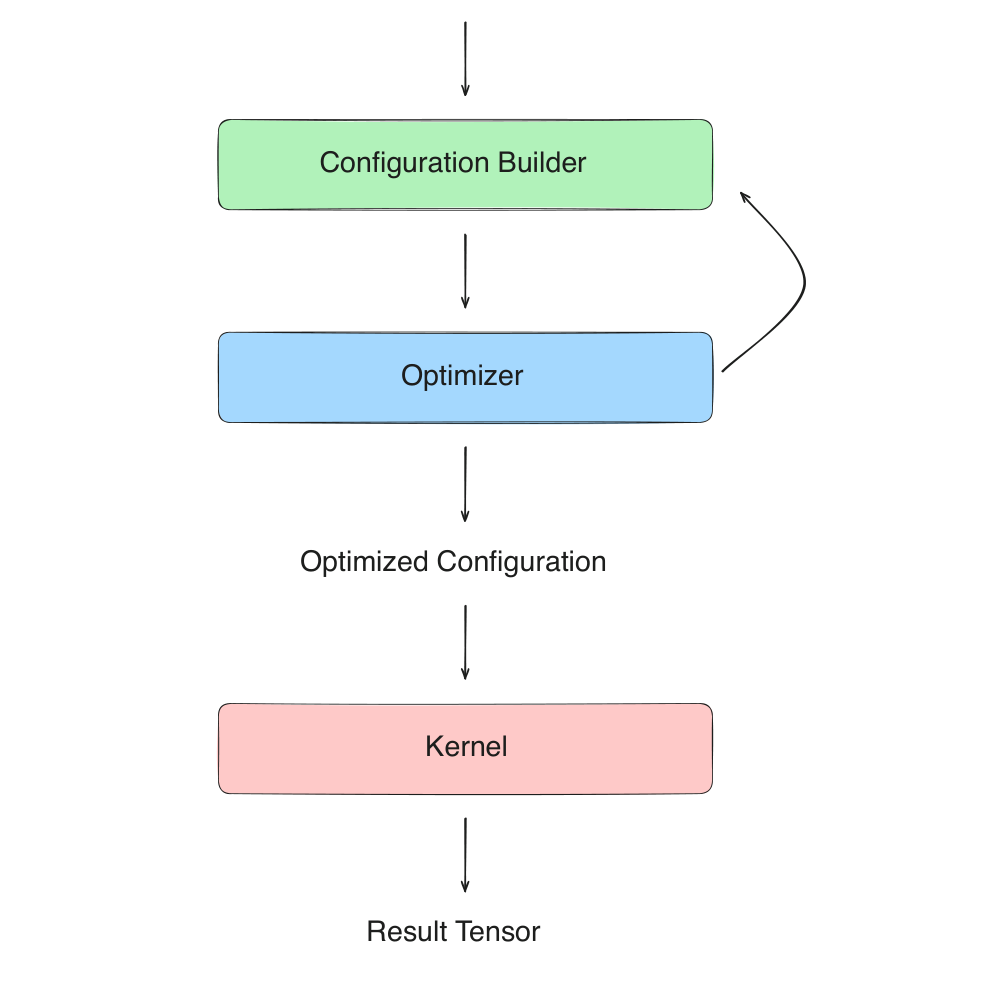 Configuration Builder
Optimizer
Optimized Configuration
Kernel
Result Tensor